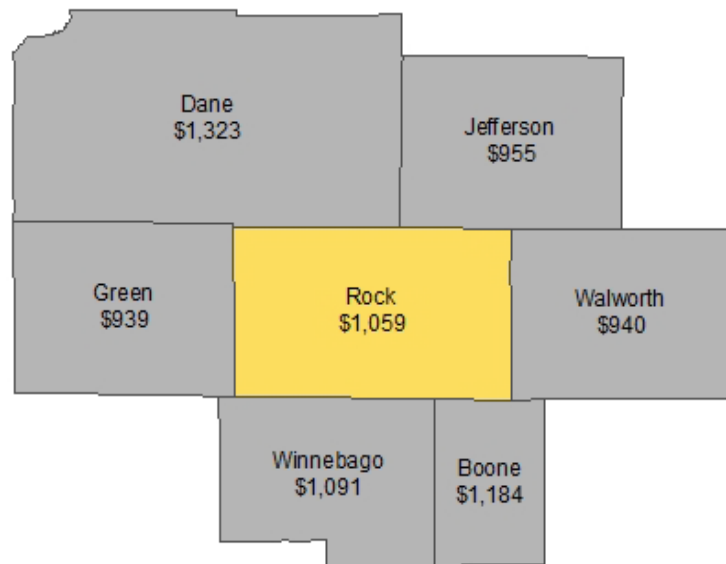 Dane
$1,323
Jefferson
$955
Green
$939
Rock
$1,059
Walworth
$940
Winnebago
$1,091
Boone
$1,184